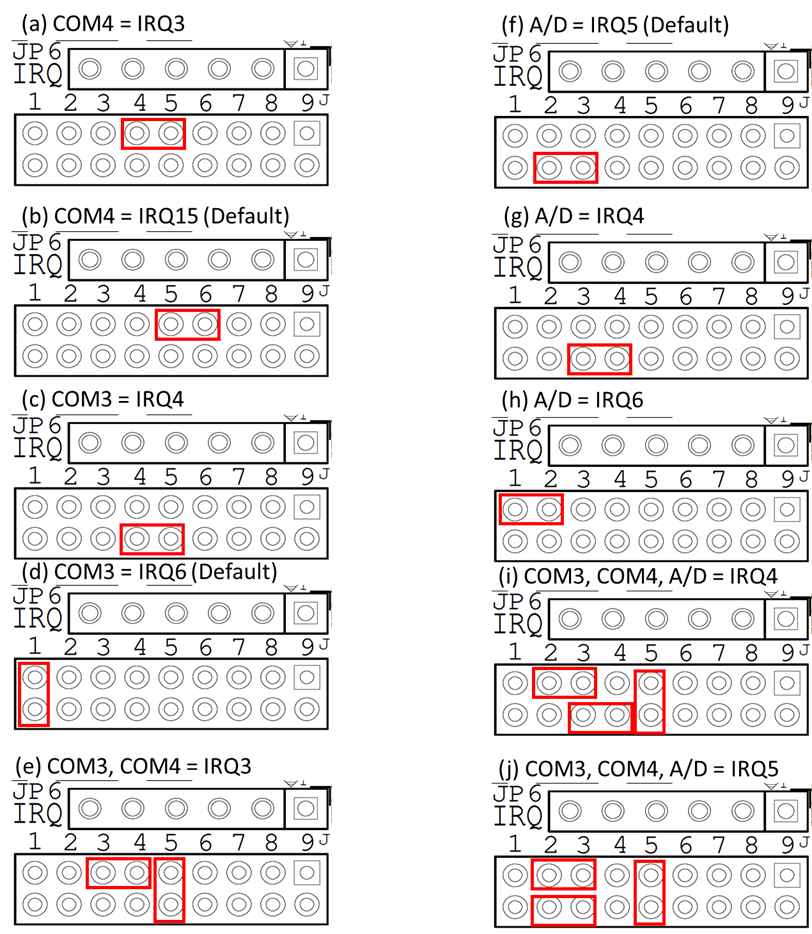 (a) COM4 = IRQ3
JP6
IRQ
1 2 3 4 5 6 7 8 9 J
(b) COM4 = IRQ15 (Default)
JP6
IRQ
1 2 3 4 5 6 7 8 9 J
(c) COM3 = IRQ4
JP6
IRQ
1 2 3 4 5 6 7 8 9 J
(d) COM3 = IRQ6 (Default)
JP6
IRQ
1 2 3 4 5 6 7 8 9 J
(e) COM3, COM4 = IRQ3
JP6
IRQ
1 2 3 4 5 6 7 8 9 J
(f) A/D = IRQ5 (Default)
JP6
IRQ
1 2 3 4 5 6 7 8 9 J
(g) A/D = IRQ4
JP6
IRQ
1 2 3 4 5 6 7 8 9 J
(h) A/D = IRQ6
JP6
IRQ
1 2 3 4 5 6 7 8 9 J
(i) COM3, COM4, A/D = IRQ4
JP6
IRQ
1 2 3 4 5 6 7 8 9 J
(j) COM3, COM4, A/D = IRQ5
JP6
IRQ
1 2 3 4 5 6 7 8 9 J